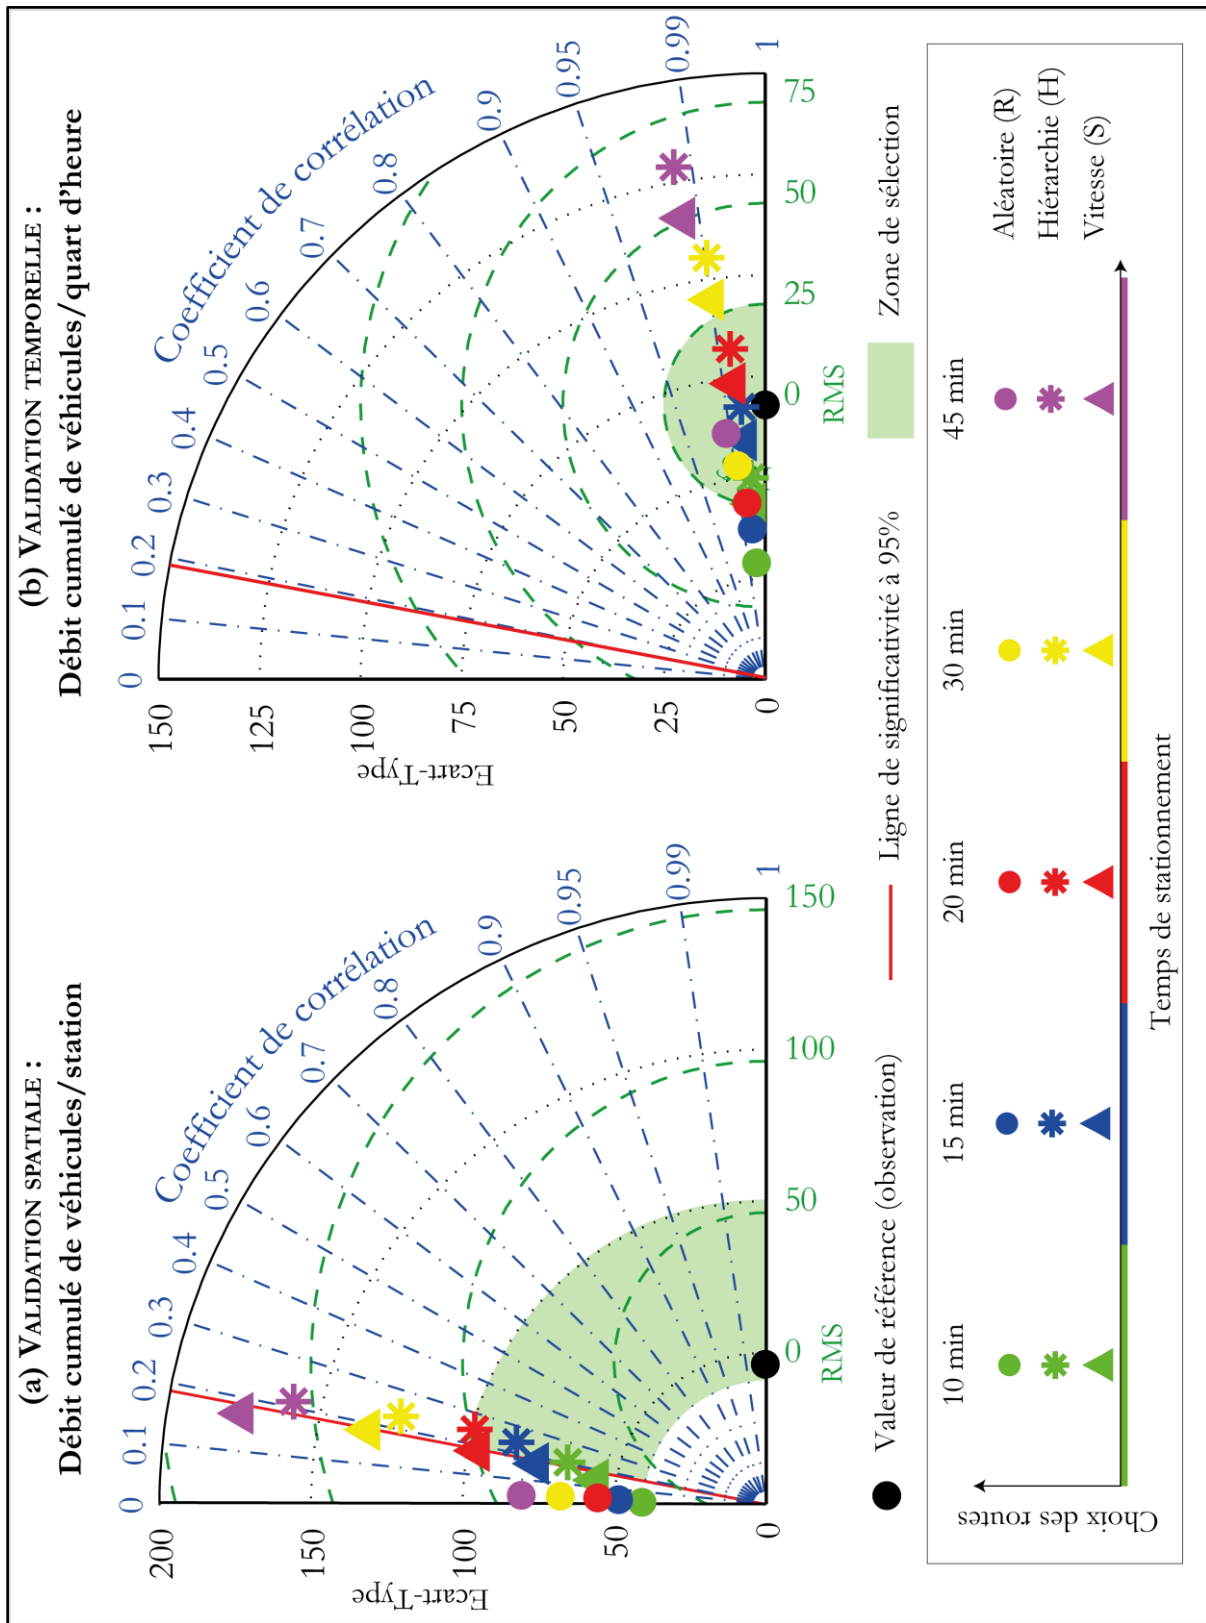 (a) VALIDATION SPATIALE :
Débit cumulé de véhicules/station
Coefficient de corrélation
0
0.1
0.2
0.3
0.4
0.5
0.6
0.7
0.8
0.9
0.95
0.99
1
Ecart-Type
200
150
100
50
0
RMS
0
50
100
150
(b) VALIDATION TEMPORELLE :
Débit cumulé de véhicules/quart d'heure
Coefficient de corrélation
0
0.1
0.2
0.3
0.4
0.5
0.6
0.7
0.8
0.9
0.95
0.99
1
Ecart-Type
150
125
100
75
50
25
0
RMS
0
25
50
75
Valeur de référence (observation)
Ligne de significativité à 95%
Zone de sélection
Choix des routes
10 min
15 min
20 min
30 min
45 min
Aléatoire (R)
Hiérarchie (H)
Vitesse (S)
Temps de stationnement